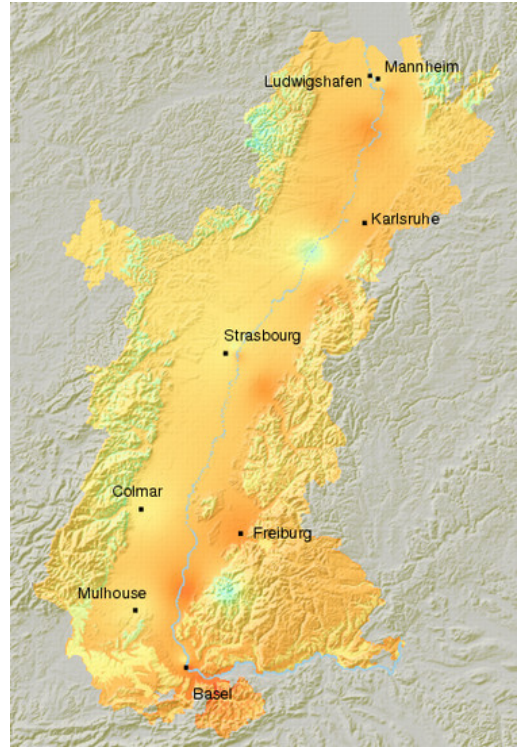 Mannheim
Ludwigshafen
Karlsruhe
Strasbourg
Colmar
Freiburg
Mulhouse
Basel